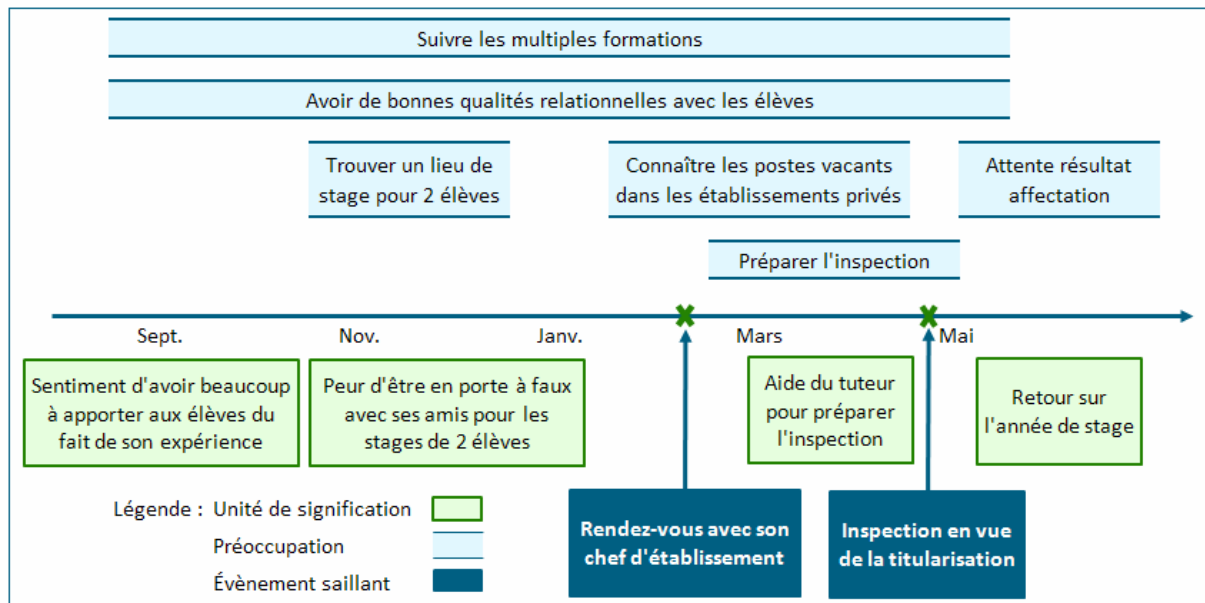 Suivre les multiples formations
Avoir de bonnes qualités relationnelles avec les élèves
Trouver un lieu de
stage pour 2 élèves
Connaître les postes vacants
dans les établissements privés
Attente résultat
affectation
Préparer l'inspection
Sept.
Nov.
Janv.
Mars
Mai
Sentiment d'avoir beaucoup
à apporter aux élèves du
fait de son expérience
Peur d'être en porte à faux
avec ses amis pour les
stages de 2 élèves
Aide du tuteur
pour préparer
l'inspection
Retour sur
l'année de stage
Légende : Unité de signification
Préoccupation
Évènement saillant
Rendez-vous avec son
chef d'établissement
Inspection en vue
de la titularisation